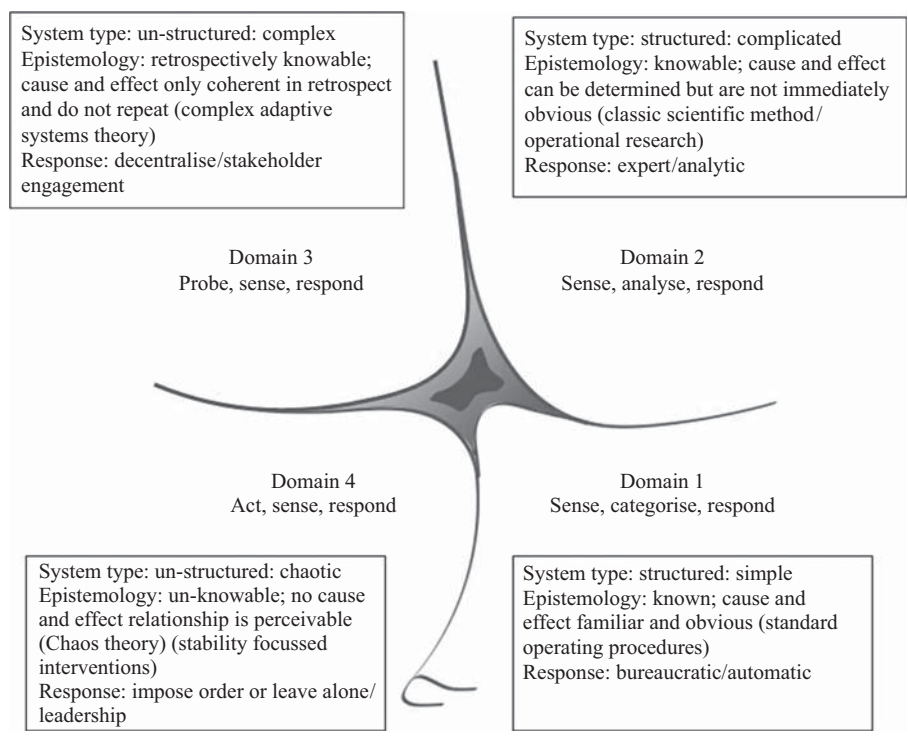 System type: un-structured: complex
Epistemology: retrospectively knowable;
cause and effect only coherent in retrospect
and do not repeat (complex adaptive
systems theory)
Response: decentralise/stakeholder
engagement
System type: structured: complicated
Epistemology: knowable; cause and effect
can be determined but are not immediately
obvious (classic scientific method/
operational research)
Response: expert/analytic
Domain 3
Probe, sense, respond
Domain 2
Sense, analyse, respond
Domain 4
Act, sense, respond
Domain 1
Sense, categorise, respond
System type: un-structured: chaotic
Epistemology: un-knowable; no cause
and effect relationship is perceivable
(Chaos theory) (stability focussed
interventions)
Response: impose order or leave alone/
leadership
System type: structured: simple
Epistemology: known; cause and
effect familiar and obvious (standard
operating procedures)
Response: bureaucratic/automatic